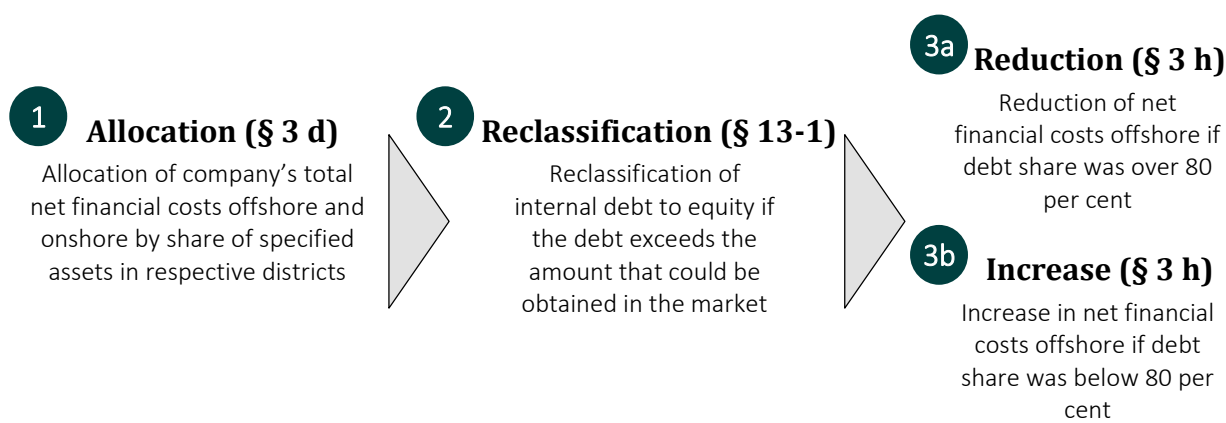 1
Allocation (§ 3 d)
Allocation of company’s total
net financial costs offshore and
onshore by share of specified
assets in respective districts
2
Reclassification (§ 13-1)
Reclassification of
internal debt to equity if
the debt exceeds the
amount that could be
obtained in the market
3a
Reduction (§ 3 h)
Reduction of net
financial costs offshore if
debt share was over 80
per cent
3b
Increase (§ 3 h)
Increase in net financial
costs offshore if debt
share was below 80 per
cent